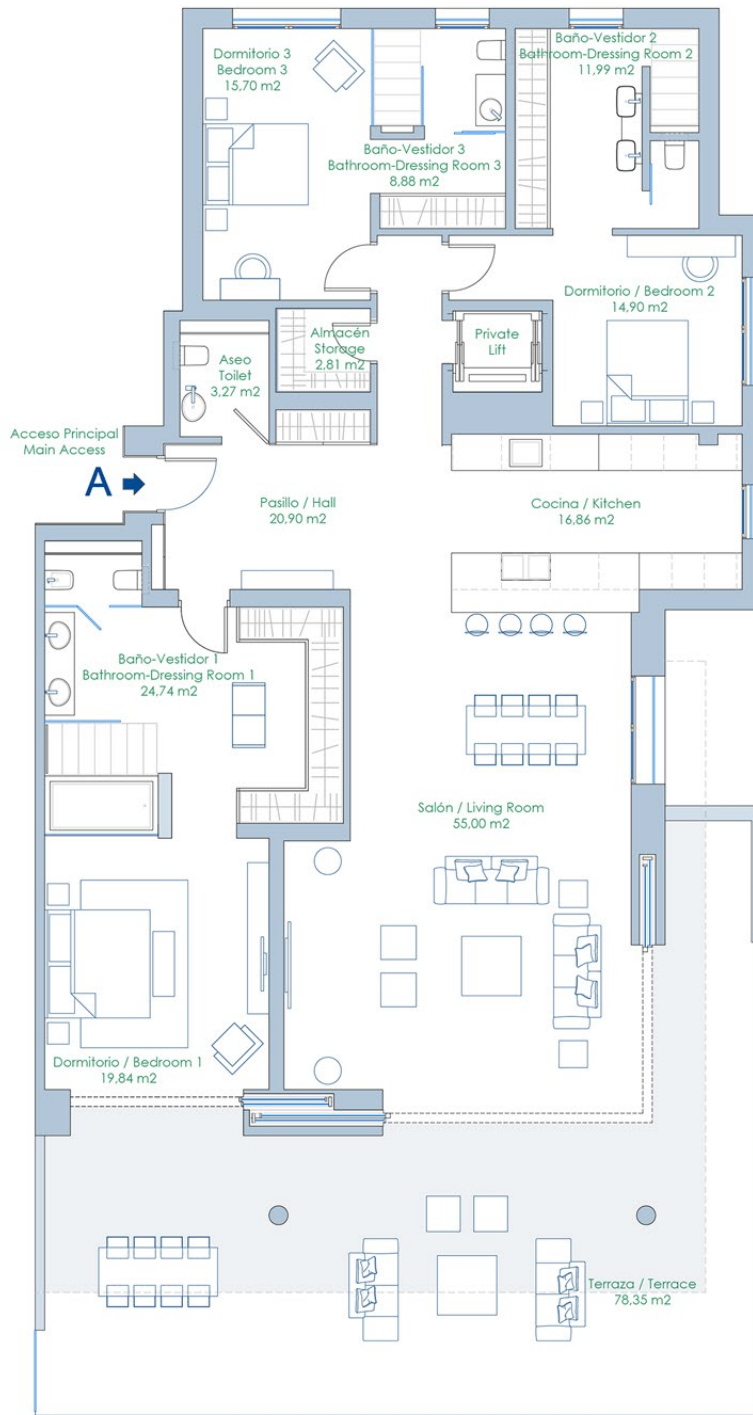 Dormitorio 3
Bedroom 3
15,70 m2
Baño-Vestidor 3
Bathroom-Dressing Room 3
8,88 m2
Baño-Vestidor 2
Bathroom-Dressing Room 2
11,99 m2
Dormitorio / Bedroom 2
14,90 m2
Almacén
Storage
2,81 m2
Private
Lift
Aseo
Toilet
3,27 m2
Acceso Principal
Main Access
A
Pasillo / Hall
20,90 m2
Cocina / Kitchen
16,86 m2
Baño-Vestidor 1
Bathroom-Dressing Room 1
24,74 m2
Salón / Living Room
55,00 m2
Dormitorio / Bedroom 1
19,84 m2
Terraza / Terrace
78,35 m2